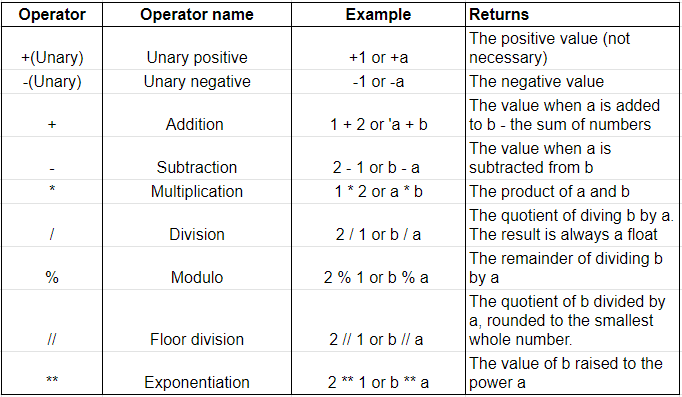 Operator Operator name Example Returns
The positive value (not
+(Unary) Unary positive +1 or +a necessary)
-(Unary) Unary negative -1 or -a The negative value
The value when a is added
+ Addition 1 + 2 or 'a + b to b - the sum of numbers
The value when a is
- Subtraction 2 - 1 or b - a subtracted from b
* Multiplication 1 * 2 or a * b The product of a and b
The quotient of diving b by a.
/ Division 2 / 1 or b / a The result is always a float
The remainder of dividing b
% Modulo 2 % 1 or b % a by a
The quotient of b divided by
a, rounded to the smallest
// Floor division 2 // 1 or b // a whole number.
The value of b raised to the
** Exponentiation 2 ** 1 or b ** a power a